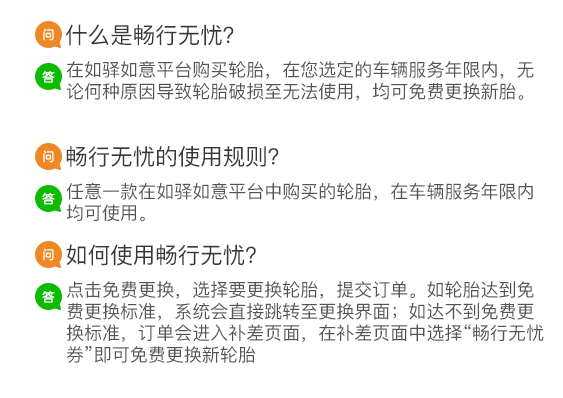 问 什么是畅行无忧?
答 在如驿如意平台购买轮胎，在您选定的车辆服务年限内，无
论何种原因导致轮胎破损至无法使用，均可免费更换新胎。
问 畅行无忧的使用规则?
答 任意一款在如驿如意平台中购买的轮胎，在车辆服务年限内
均可使用。
问 如何使用畅行无忧?
答 点击免费更换，选择要更换轮胎，提交订单。如轮胎达到免
费更换标准，系统会直接跳转至更换界面；如达不到免费更
换标准，订单会进入补差页面，在补差页面中选择“畅行无忧
券”即可免费更换新轮胎